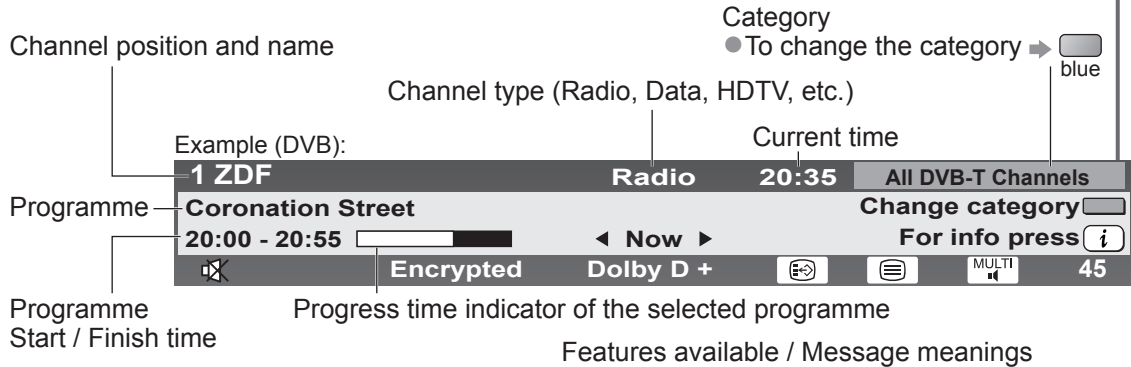 Category
Channel position and name
●To change the category
blue
Channel type (Radio, Data, HDTV, etc.)
Current time
Example (DVB):
1 ZDF Radio 20:35 All DVB-T Channels
Programme Coronation Street Change category
20:00 - 20:55 ◀ Now ▶ For info press i
Encrypted Dolby D + MULTI 45
Programme
Start / Finish time
Progress time indicator of the selected programme
Features available / Message meanings